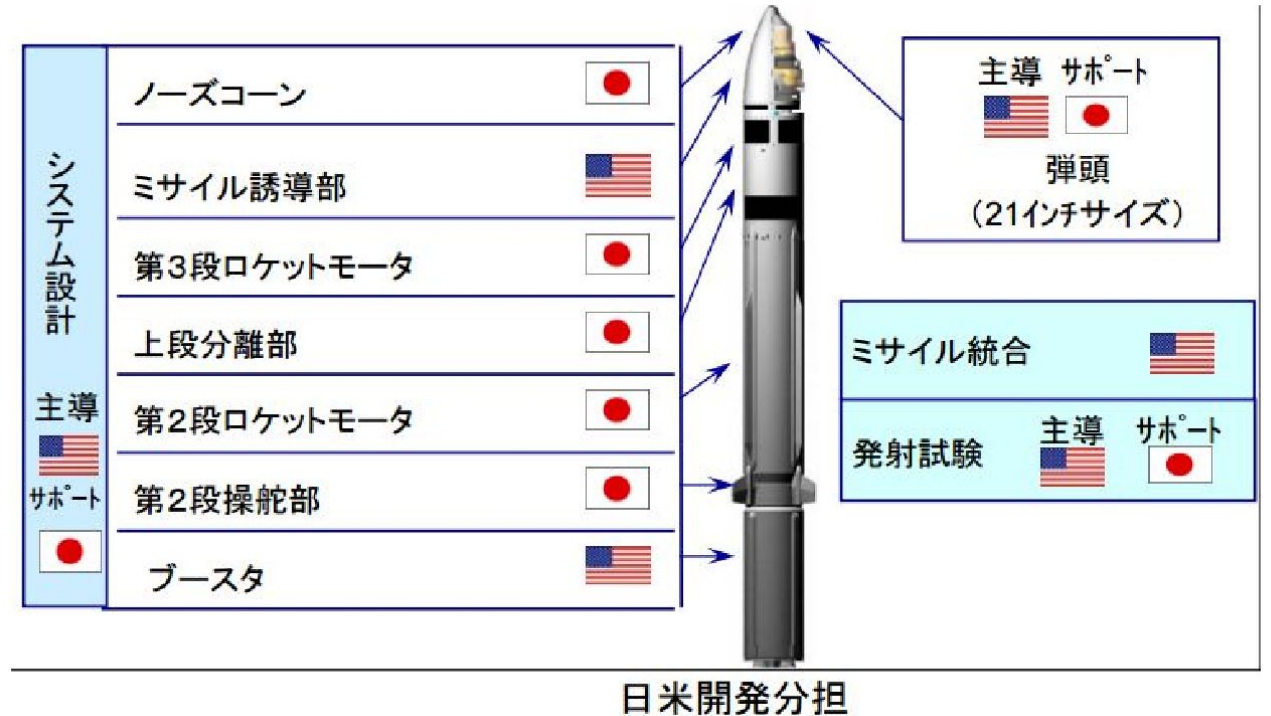 システム設計
主導
サポート
ノーズコーン
ミサイル誘導部
第3段ロケットモータ
上段分離部
第2段ロケットモータ
第2段操舵部
ブースタ
主導 サポート
弾頭
(21インチサイズ)
ミサイル統合
発射試験 主導 サポート
日米開発分担